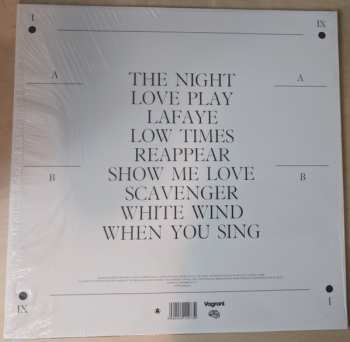 I IX
A A
THE NIGHT
LOVE PLAY
LAFAYE
LOW TIMES
REAPPEAR
B B
SHOW ME LOVE
SCAVENGER
WHITE WIND
WHEN YOU SING
IX I
Vagrant